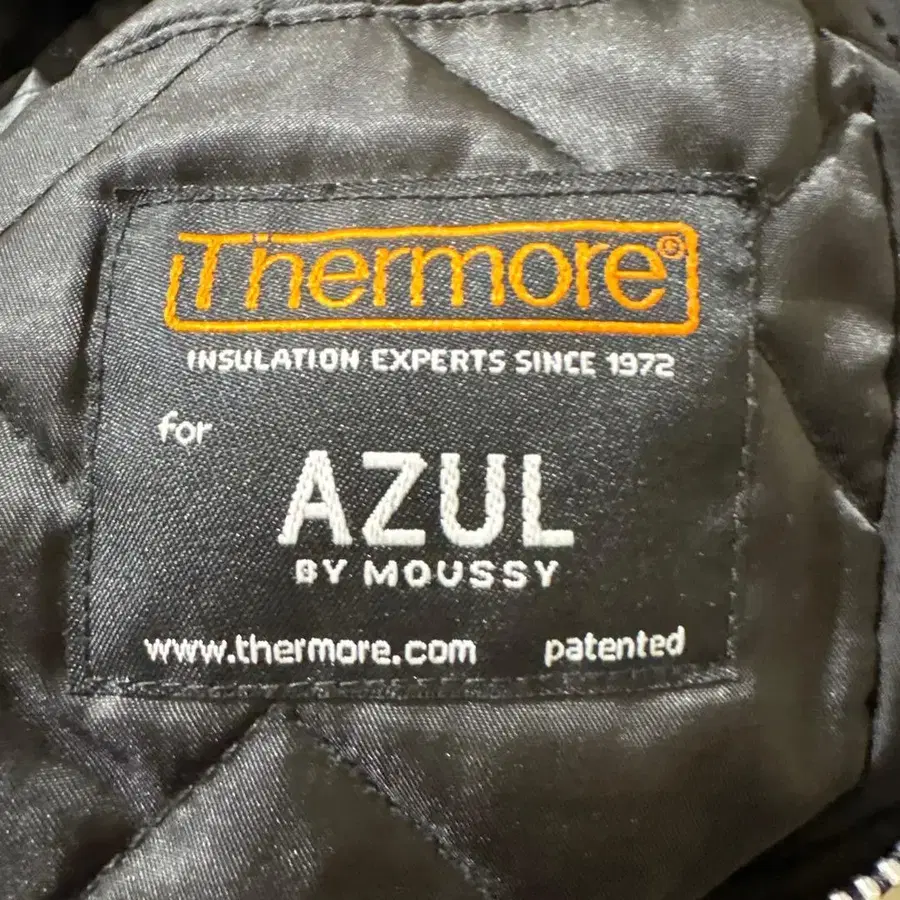 Thermore®
INSULATION EXPERTS SINCE 1972
for
AZUL
BY MOUSSY
www.thermore.com patented